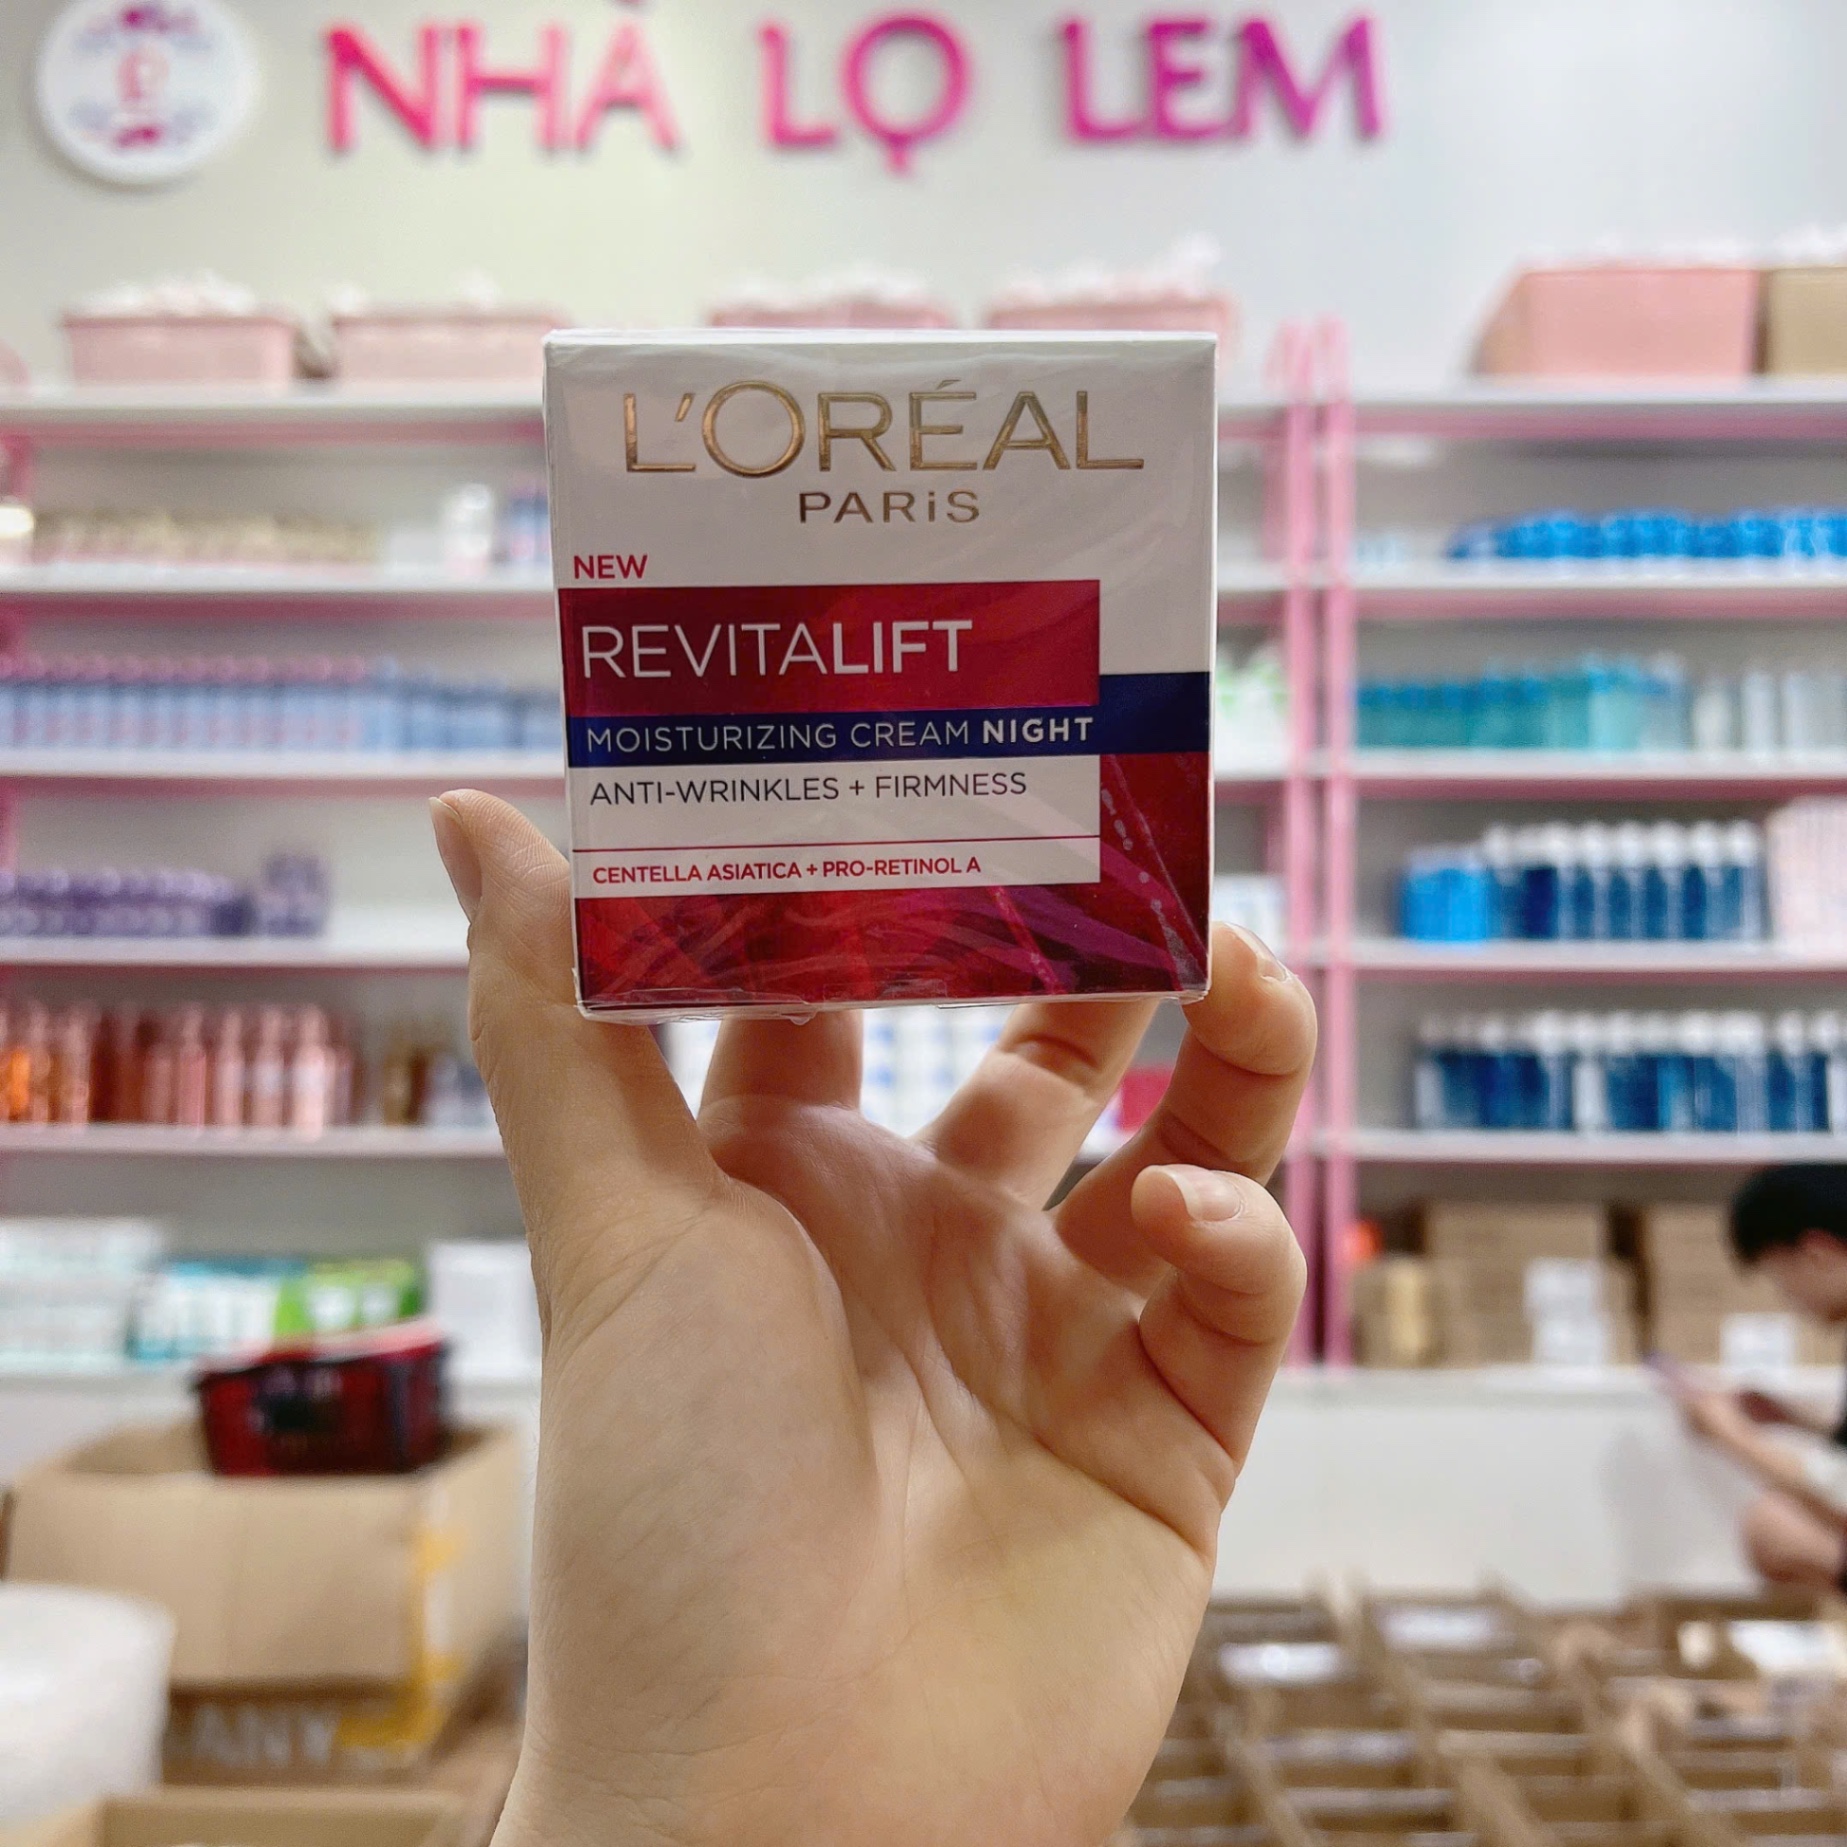 NHÀ LỌ LEM
L'ORÉAL
PARiS
NEW
REVITALIFT
MOISTURIZING CREAM NIGHT
ANTI-WRINKLES + FIRMNESS
CENTELLA ASIATICA + PRO-RETINOL A